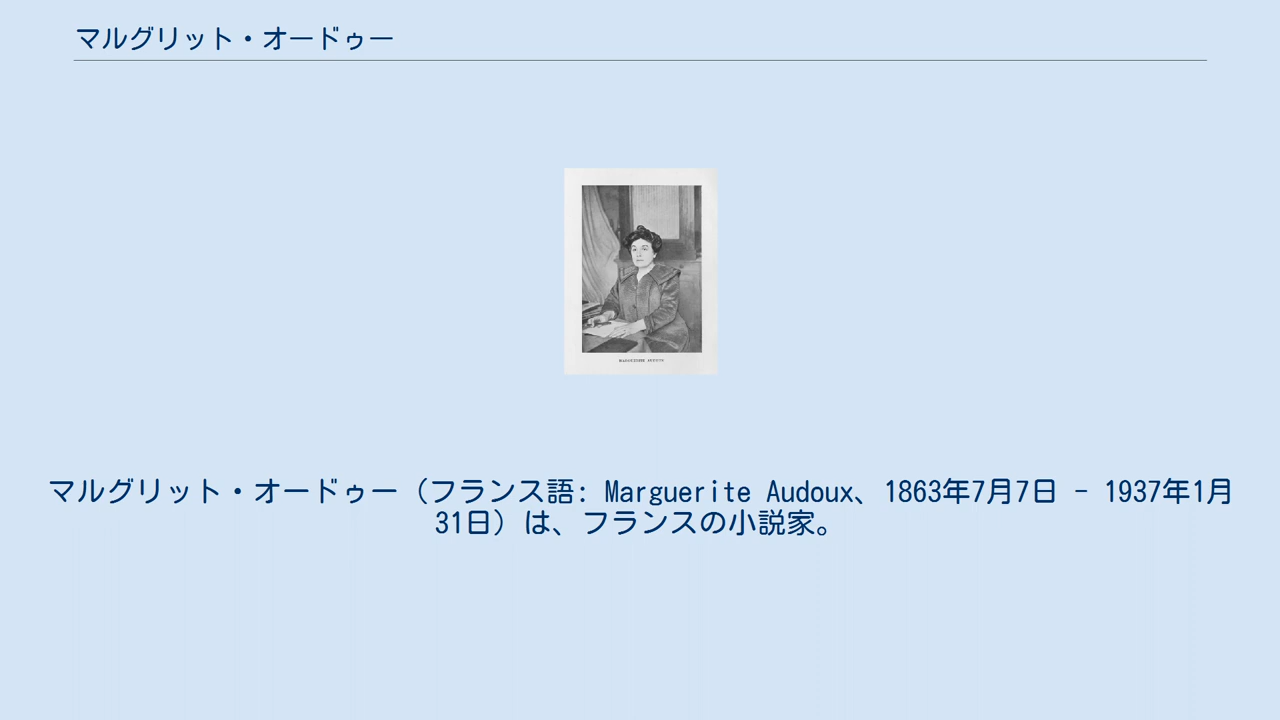 マルグリット・オードゥー
MARGUERITE AUDOUX
マルグリット・オードゥー（フランス語: Marguerite Audoux、1863年7月7日 - 1937年1月
31日）は、フランスの小説家。